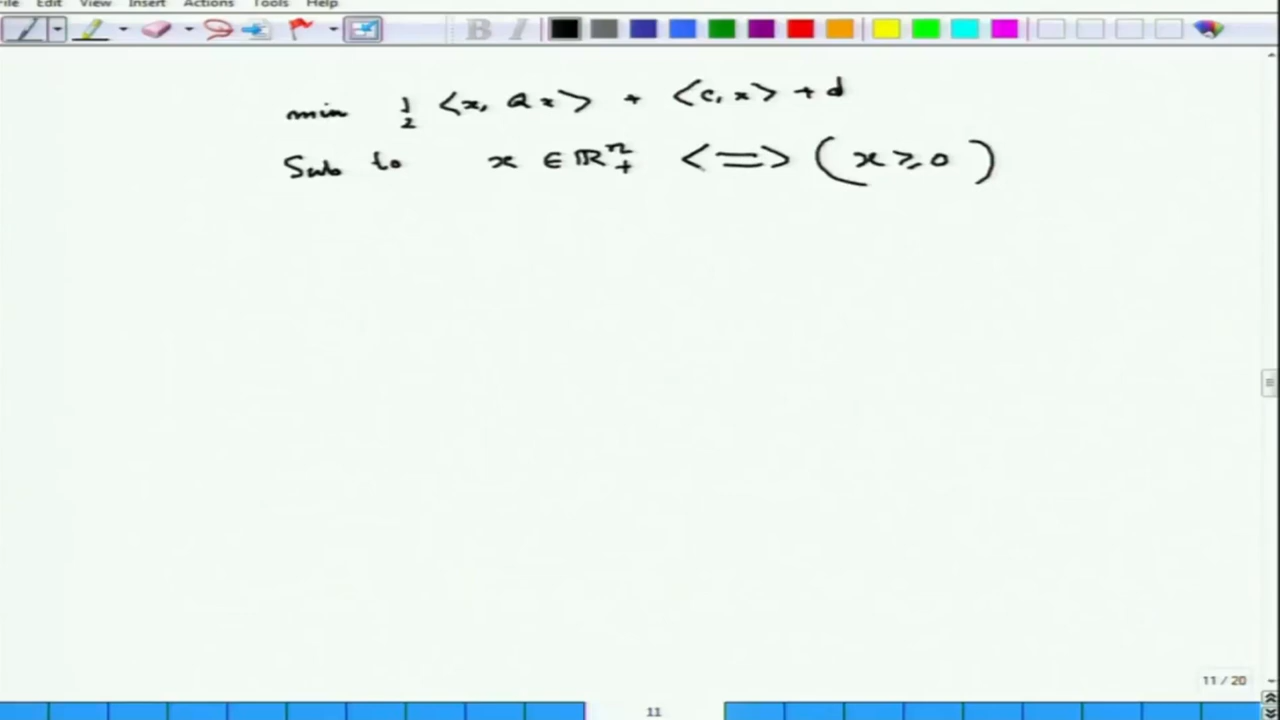 File Edit View Insert Actions Tools Help
B I
min 1/2 <x, Qx> + <c, x> + d
Sub to x ∈ ℝⁿ₊ <=> (x ≥ 0)
11 / 20
11